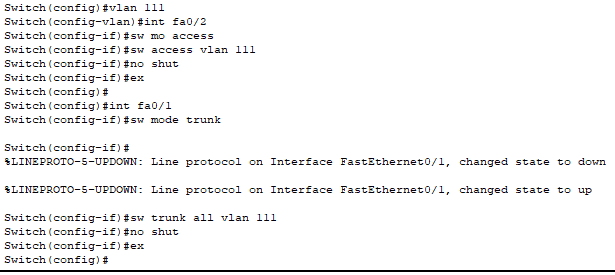 Switch(config)#vlan 111
Switch(config-vlan)#int fa0/2
Switch(config-if)#sw mo access
Switch(config-if)#sw access vlan 111
Switch(config-if)#no shut
Switch(config-if)#ex
Switch(config)#
Switch(config)#int fa0/1
Switch(config-if)#sw mode trunk
Switch(config-if)#
%LINEPROTO-5-UPDOWN: Line protocol on Interface FastEthernet0/1, changed state to down
%LINEPROTO-5-UPDOWN: Line protocol on Interface FastEthernet0/1, changed state to up
Switch(config-if)#sw trunk all vlan 111
Switch(config-if)#no shut
Switch(config-if)#ex
Switch(config)#